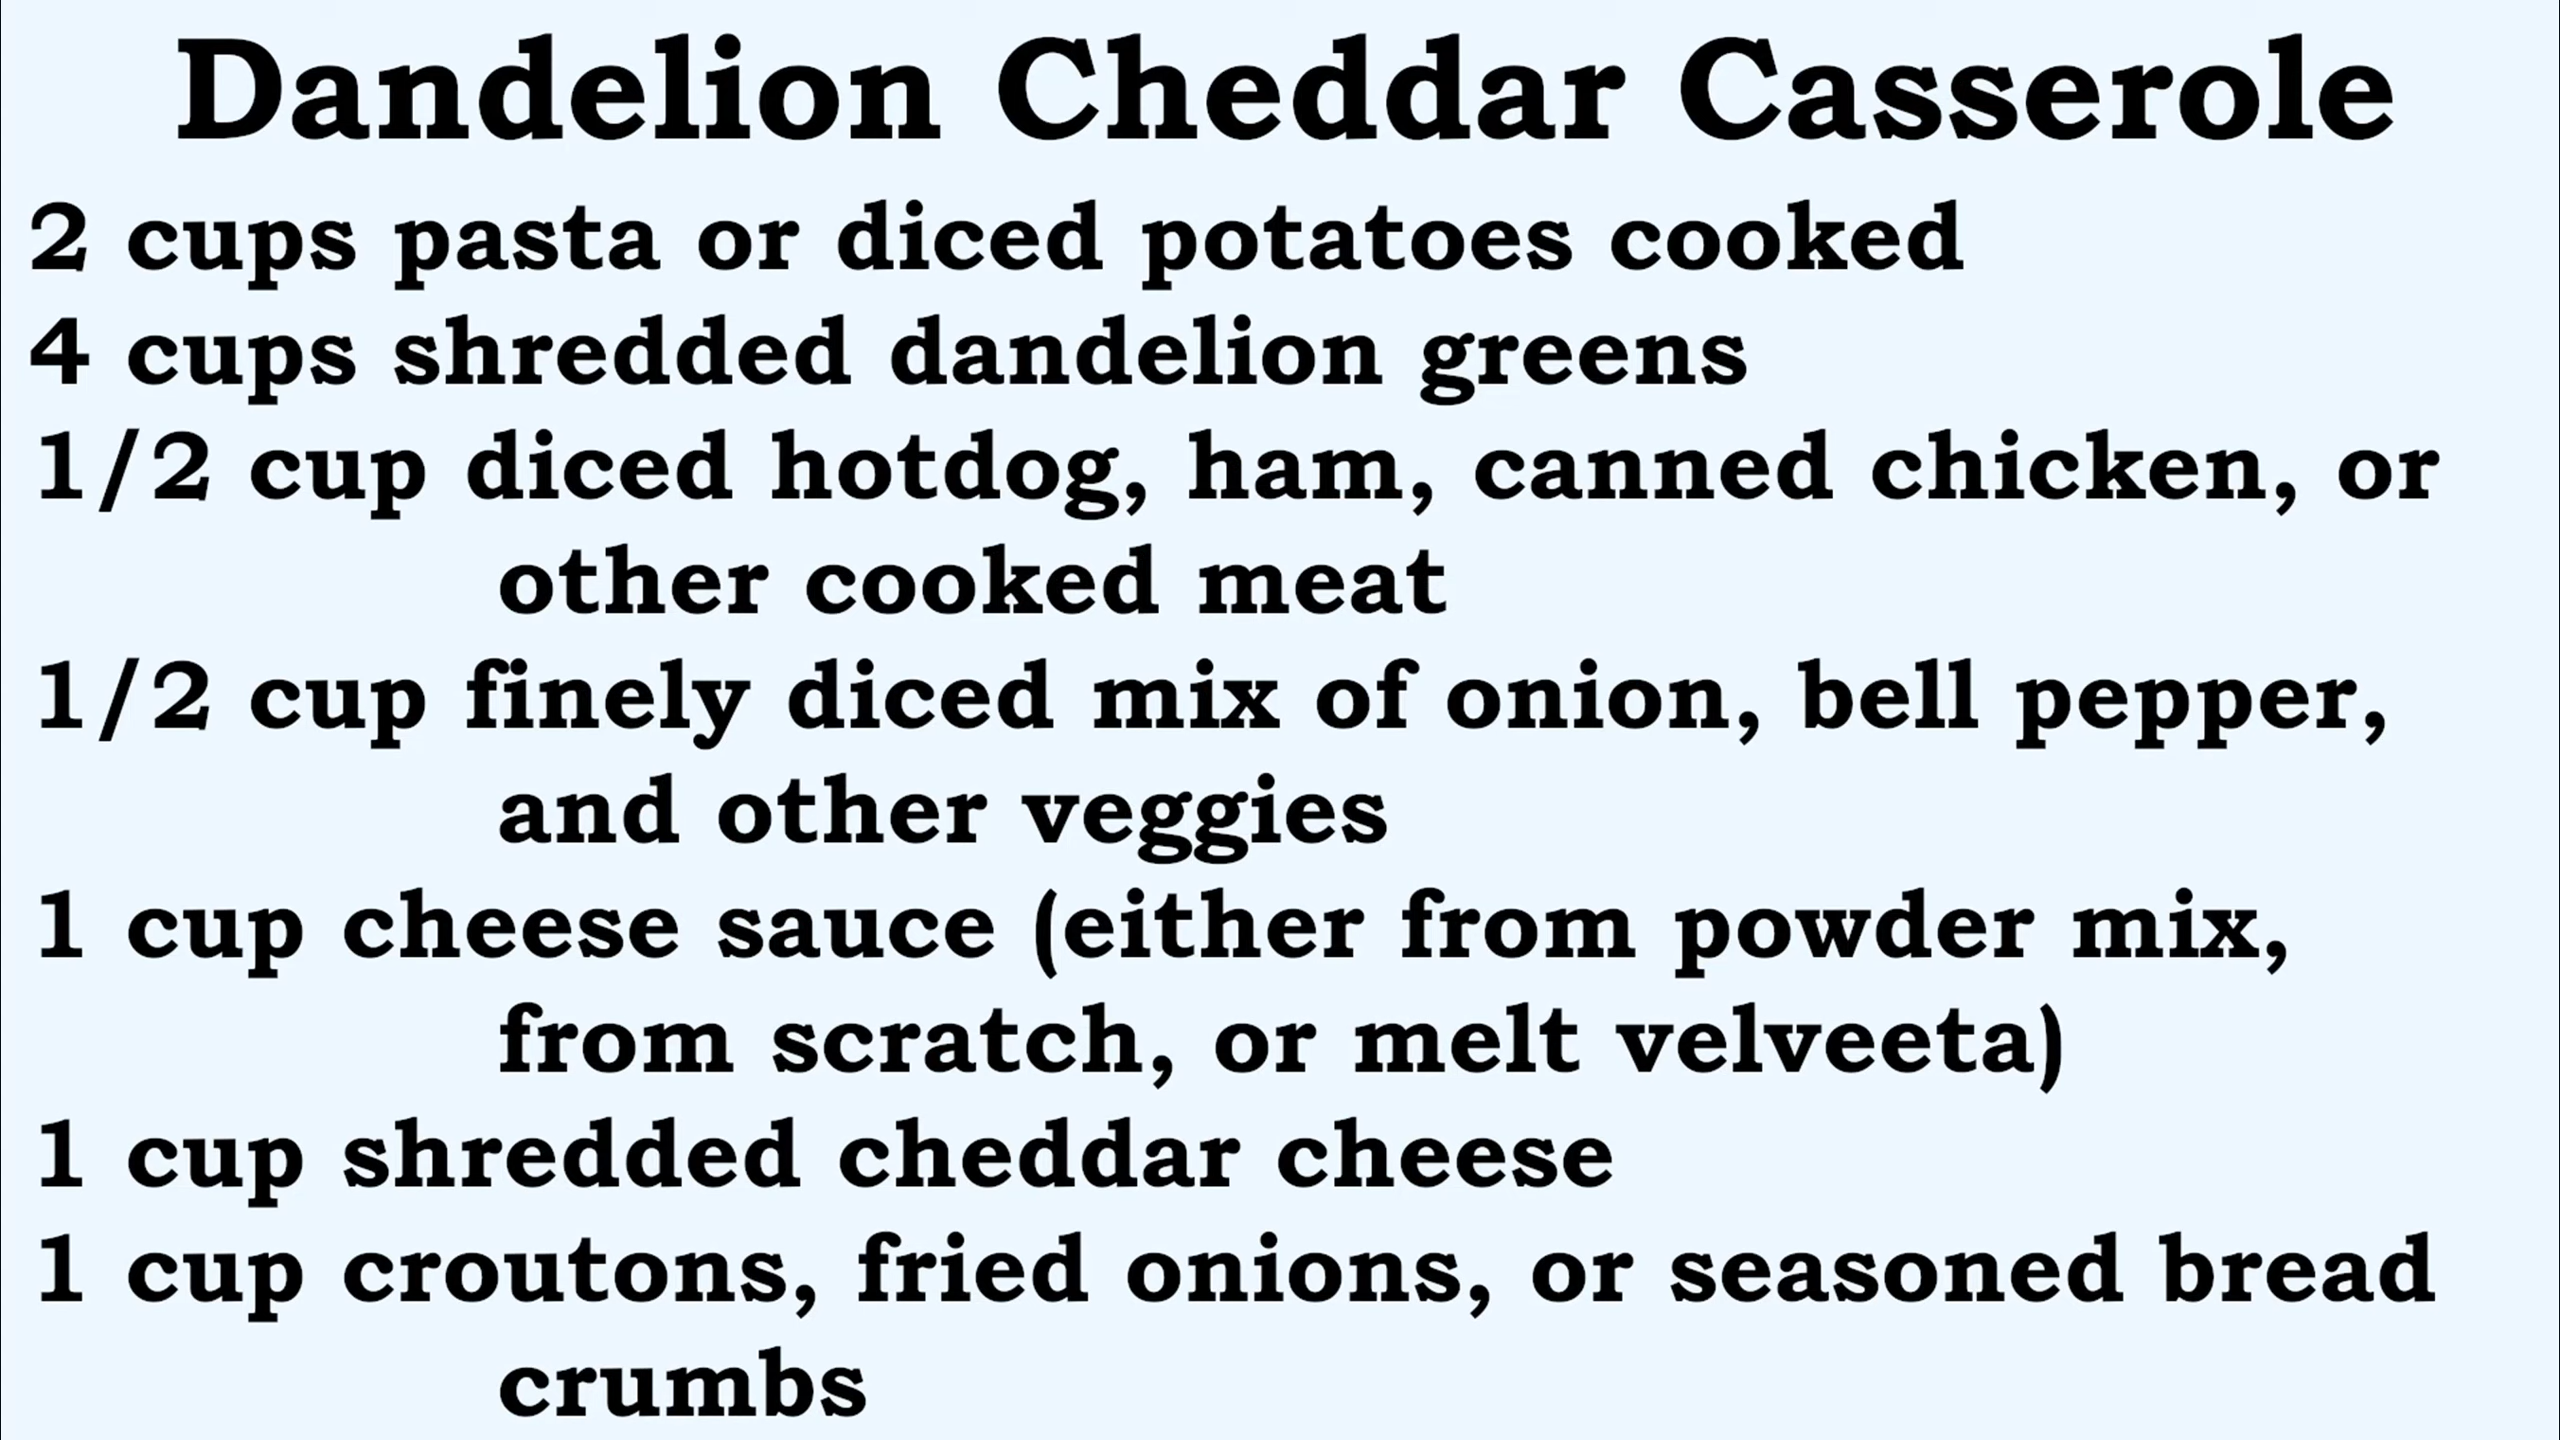 Dandelion Cheddar Casserole
2 cups pasta or diced potatoes cooked
4 cups shredded dandelion greens
1/2 cup diced hotdog, ham, canned chicken, or
other cooked meat
1/2 cup finely diced mix of onion, bell pepper,
and other veggies
1 cup cheese sauce (either from powder mix,
from scratch, or melt velveeta)
1 cup shredded cheddar cheese
1 cup croutons, fried onions, or seasoned bread
crumbs